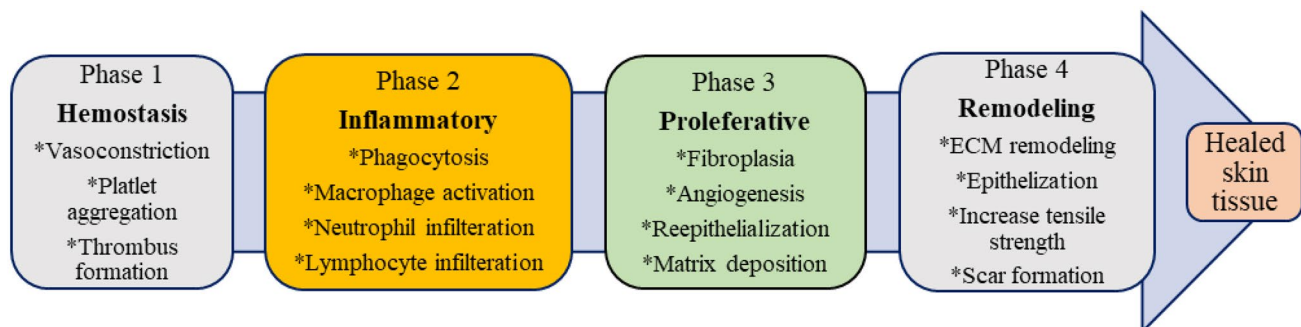 Phase 1
Hemostasis
*Vasoconstriction
*Platlet
aggregation
*Thrombus
formation
Phase 2
Inflammatory
*Phagocytosis
*Macrophage activation
*Neutrophil infilteration
*Lymphocyte infilteration
Phase 3
Proleferative
*Fibroplasia
*Angiogenesis
*Reepithelialization
*Matrix deposition
Phase 4
Remodeling
*ECM remodeling
*Epithelization
*Increase tensile
strength
*Scar formation
Healed
skin
tissue